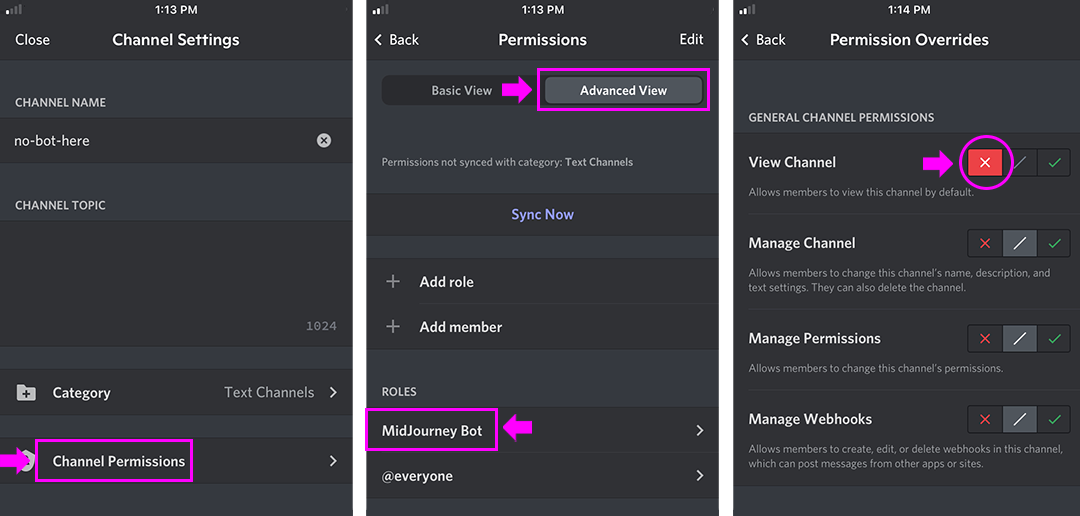 1:13 PM
Close
Channel Settings
CHANNEL NAME
no-bot-here
CHANNEL TOPIC
1024
Category
Text Channels
Channel Permissions
1:13 PM
Back
Permissions
Edit
Basic View
Advanced View
Permissions not synced with category: Text Channels
Sync Now
Add role
Add member
ROLES
MidJourney Bot
@everyone
1:14 PM
Back
Permission Overrides
GENERAL CHANNEL PERMISSIONS
View Channel
Allows members to view this channel by default.
Manage Channel
Allows members to change this channel's name, description, and
text settings. They can also delete the channel.
Manage Permissions
Allows members to change this channel's permissions.
Manage Webhooks
Allows members to create, edit, or delete webhooks in this channel,
which can post messages from other apps or sites.